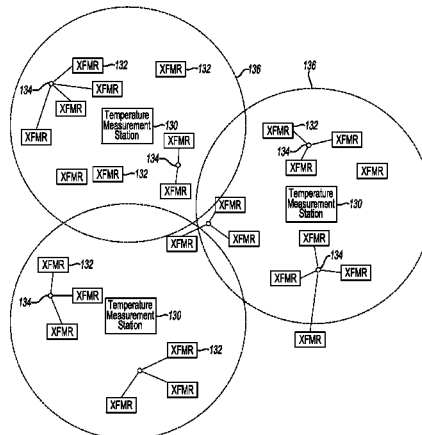 XFMR 132
XFMR 132
136
136
134
XFMR
XFMR
XFMR
Temperature
Measurement
Station
130
XFMR
134
XFMR
XFMR
XFMR 132
XFMR 132
134
XFMR
XFMR
XFMR
Temperature
Measurement
Station
130
XFMR
XFMR
XFMR
XFMR
134
XFMR
XFMR
XFMR
XFMR 132
134
XFMR
XFMR
Temperature
Measurement
Station
130
XFMR 132
XFMR
XFMR